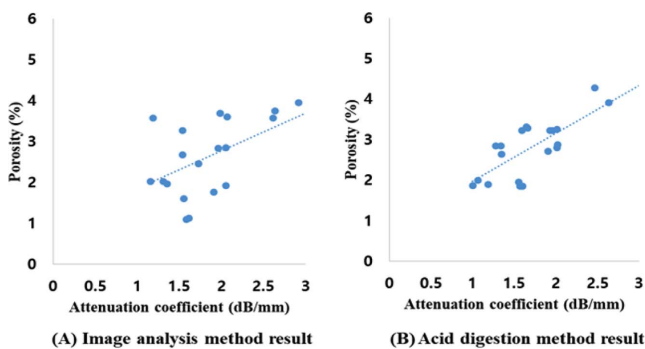 6
5
4
3
2
1
0
Porosity (%)
0 0.5 1 1.5 2 2.5 3
Attenuation coefficient (dB/mm)
(A) Image analysis method result
6
5
4
3
2
1
0
Porosity (%)
0 0.5 1 1.5 2 2.5 3
Attenuation coefficient (dB/mm)
(B) Acid digestion method result